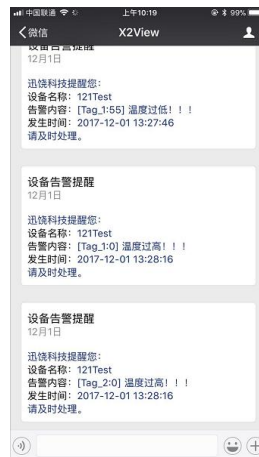 中国联通
上午10:19
99%
微信
X2View
设备告警提醒
12月1日
迅饶科技提醒您:
设备名称: 121Test
告警内容: [Tag_1:55] 温度过低!!!
发生时间: 2017-12-01 13:27:46
请及时处理。
设备告警提醒
12月1日
迅饶科技提醒您:
设备名称: 121Test
告警内容: [Tag_1:0] 温度过高!!!
发生时间: 2017-12-01 13:28:16
请及时处理。
设备告警提醒
12月1日
迅饶科技提醒您:
设备名称: 121Test
告警内容: [Tag_2:0] 温度过高!!!
发生时间: 2017-12-01 13:28:16
请及时处理。